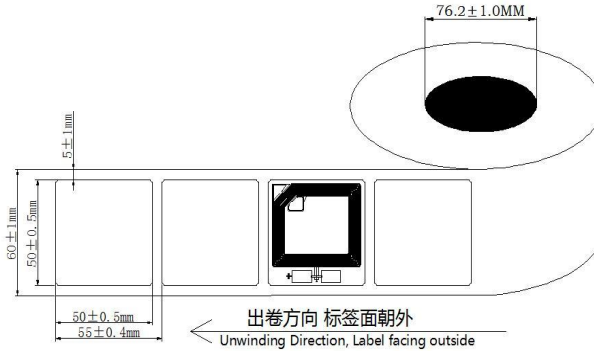 76.2±1.0MM
5±1mm
60±1mm
50±0.5mm
50±0.5mm
55±0.4mm
出卷方向 标签面朝外
Unwinding Direction, Label facing outside